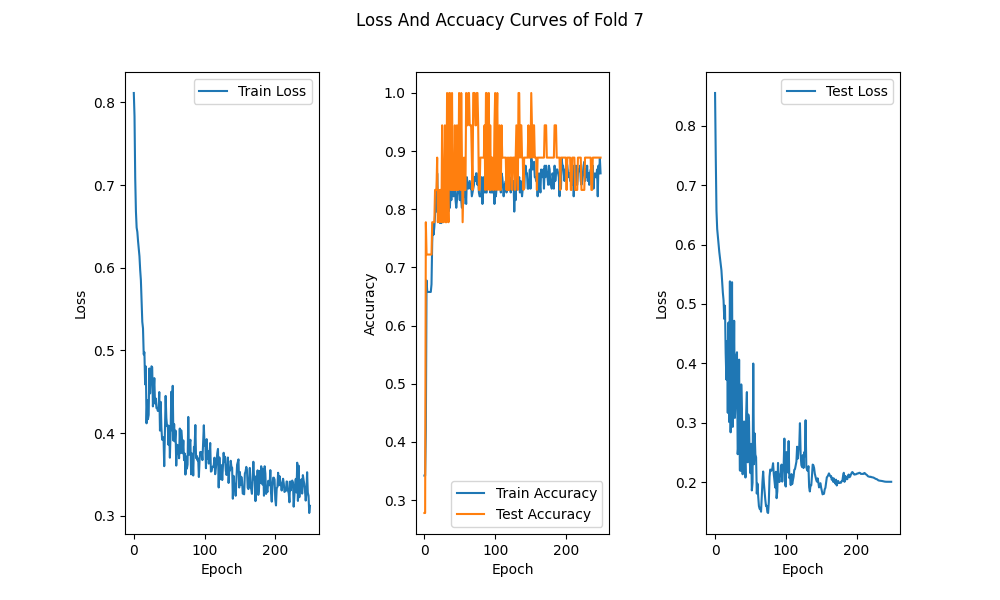 Loss And Accuacy Curves of Fold 7
Train Loss
0.8
0.7
0.6
0.5
0.4
0.3
Loss
0
100
200
Epoch
1.0
0.9
0.8
0.7
0.6
0.5
0.4
0.3
Accuracy
Train Accuracy
Test Accuracy
0
100
200
Epoch
Test Loss
0.8
0.7
0.6
0.5
0.4
0.3
0.2
Loss
0
100
200
Epoch